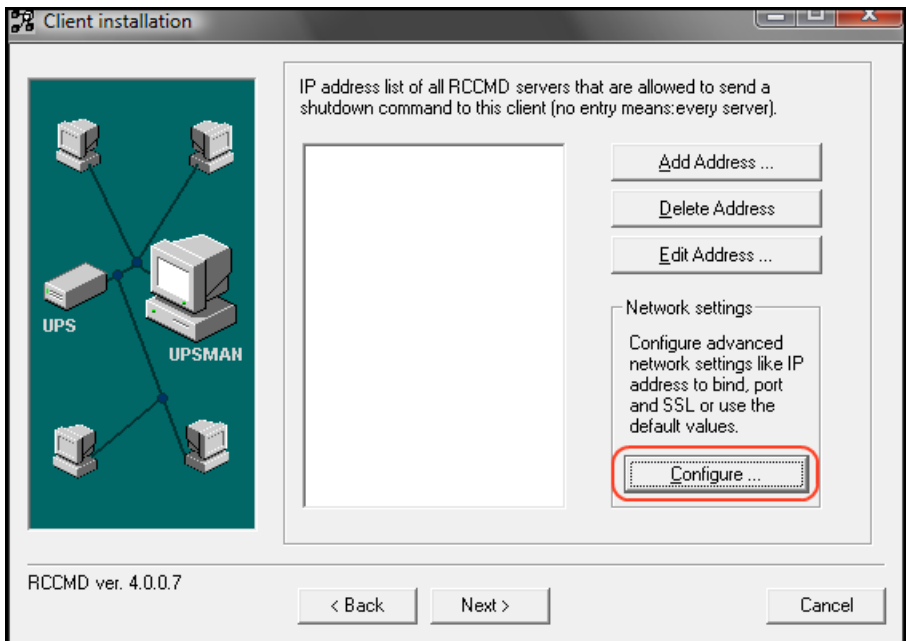 Client installation
IP address list of all RCCMD servers that are allowed to send a
shutdown command to this client (no entry means:every server).
Add Address ...
Delete Address
Edit Address ...
UPS
UPSMAN
Network settings
Configure advanced
network settings like IP
address to bind, port
and SSL or use the
default values.
Configure ...
RCCMD ver. 4.0.0.7
< Back
Next >
Cancel